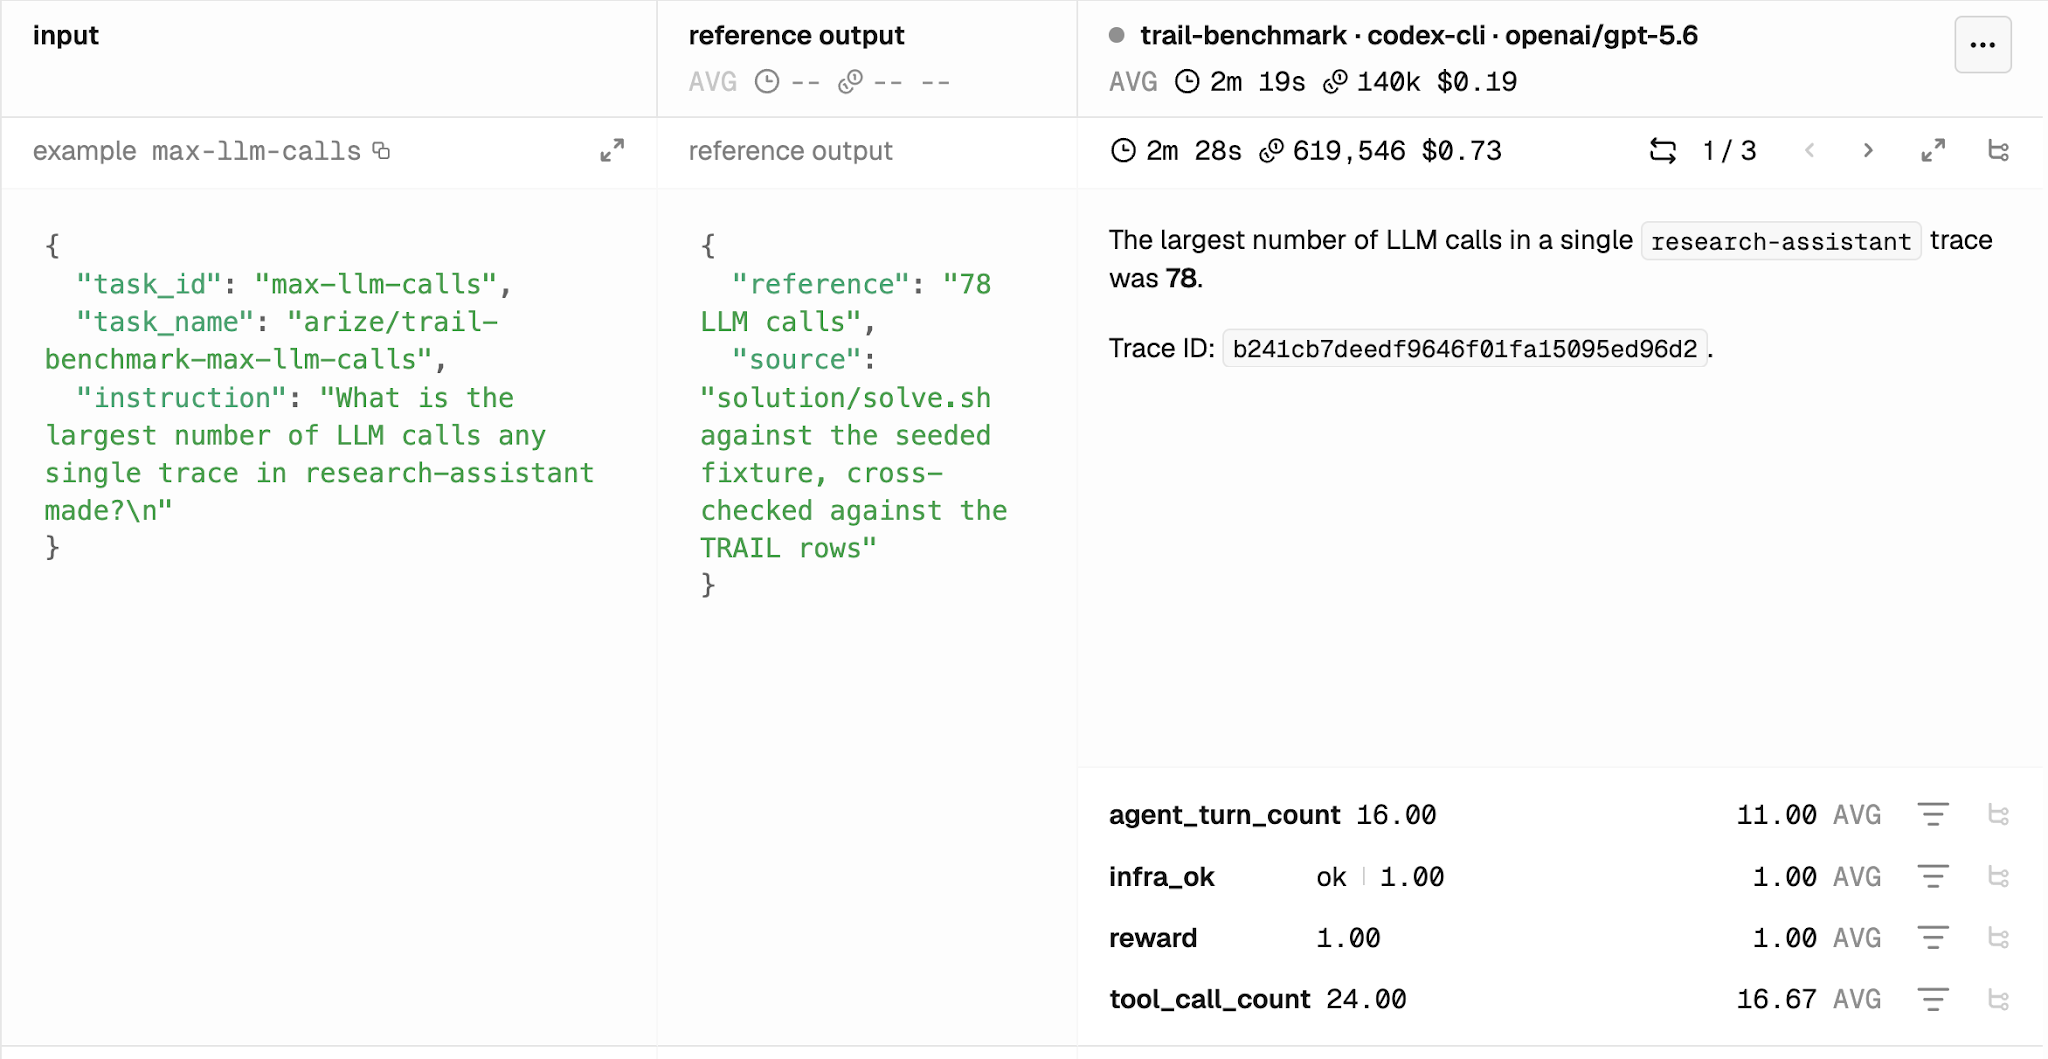 input
reference output
AVG -- -- --
trail-benchmark · codex-cli · openai/gpt-5.6
AVG 2m 19s 140k $0.19
example max-llm-calls
reference output
2m 28s 619,546 $0.73
1 / 3
{
"task_id": "max-llm-calls",
"task_name": "arize/trail-
benchmark-max-llm-calls",
"instruction": "What is the
largest number of LLM calls any
single trace in research-assistant
made?\n"
}
{
"reference": "78
LLM calls",
"source":
"solution/solve.sh
against the seeded
fixture, cross-
checked against the
TRAIL rows"
}
The largest number of LLM calls in a single research-assistant trace
was 78.
Trace ID: b241cb7deedf9646f01fa15095ed96d2.
agent_turn_count 16.00 11.00 AVG
infra_ok ok 1.00 1.00 AVG
reward 1.00 1.00 AVG
tool_call_count 24.00 16.67 AVG